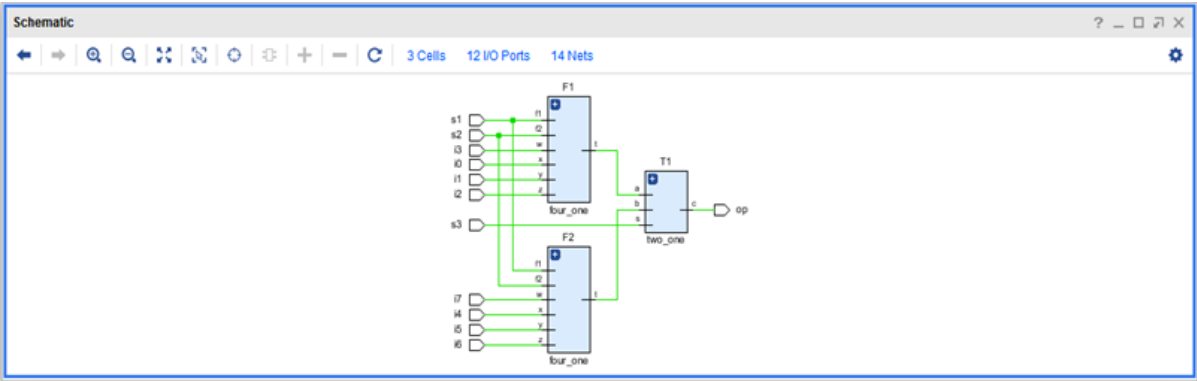 Schematic
3 Cells 12 I/O Ports 14 Nets
F1
s1 f1
s2 f2
i3 w t
i0 x
i1 y
i2 z
four_one
T1
a
b c op
s3 s
two_one
F2
f1
f2
i7 w t
i4 x
i5 y
i6 z
four_one